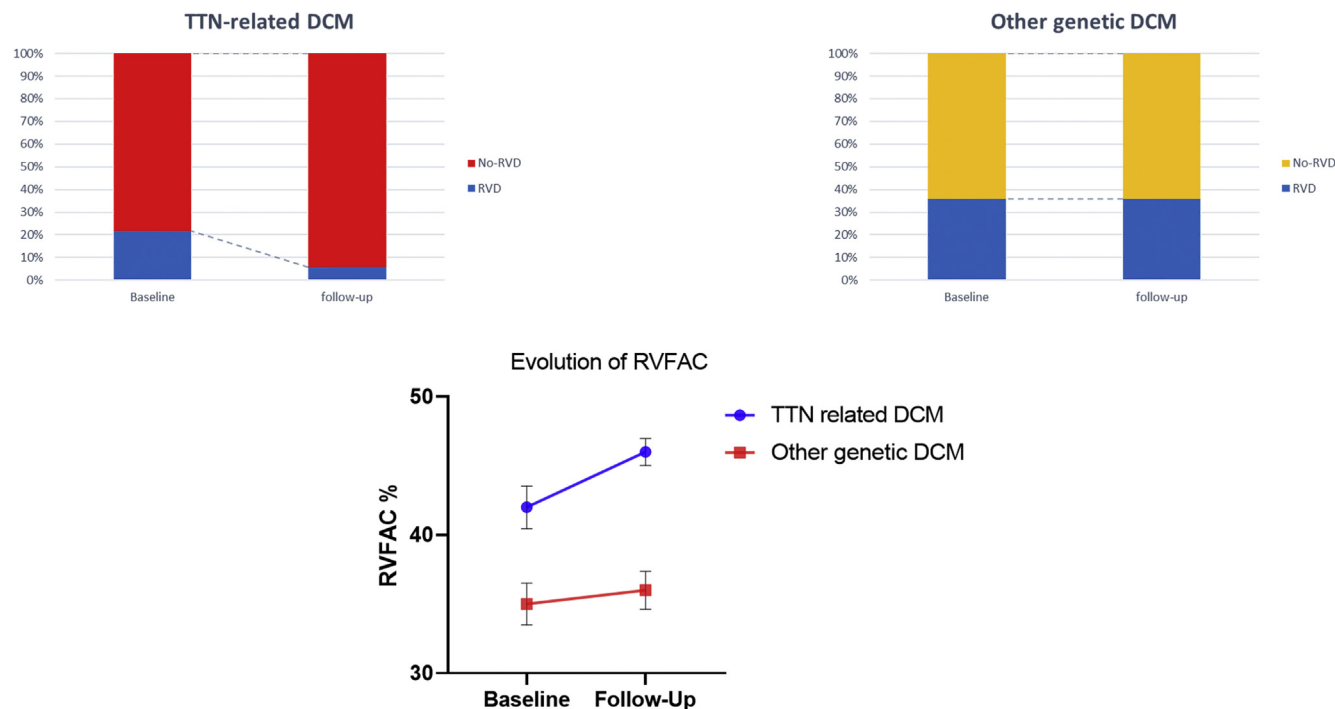 TTN-related DCM
100%
90%
80%
70%
60%
50%
40%
30%
20%
10%
0%
Baseline
follow-up
No-RVD
RVD
Other genetic DCM
100%
90%
80%
70%
60%
50%
40%
30%
20%
10%
0%
Baseline
follow-up
No-RVD
RVD
Evolution of RVFAC
RVFAC %
50
40
30
Baseline
Follow-Up
TTN related DCM
Other genetic DCM